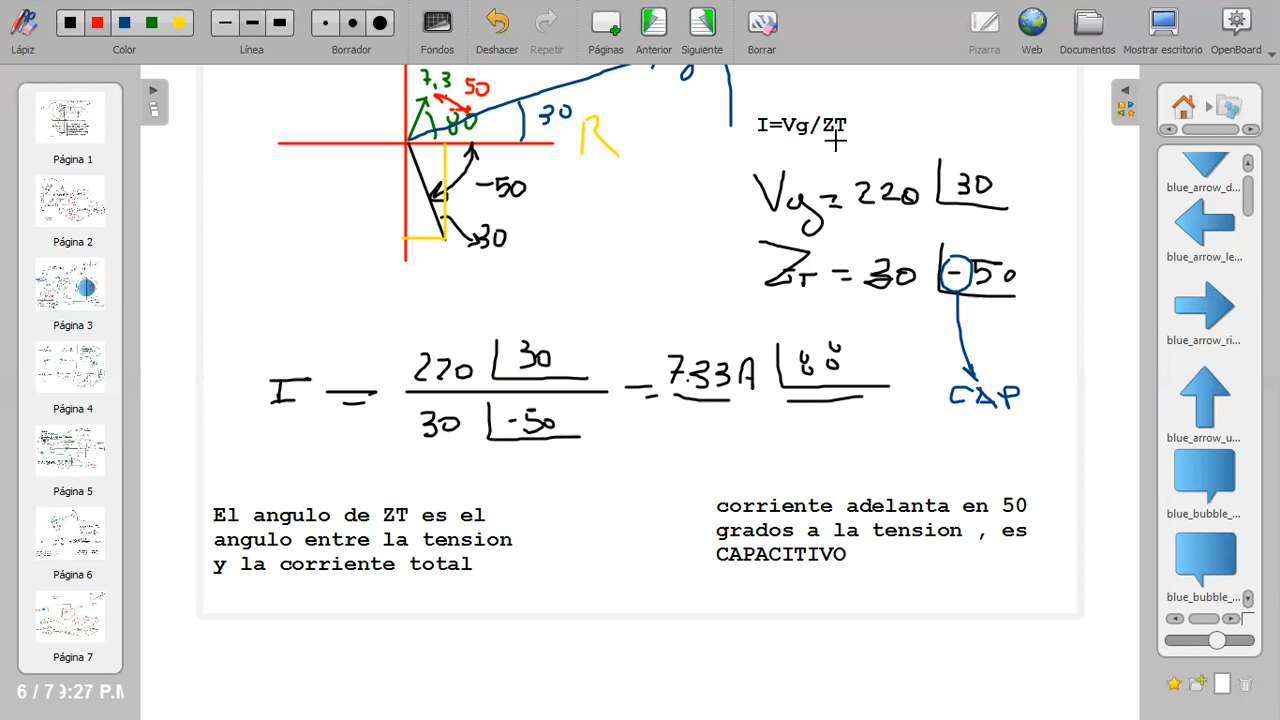 Lápiz
Color
Línea
Borrador
Fondos
Deshacer
Repetir
Páginas
Anterior
Siguiente
Borrar
Pizarra
Web
Documentos
Mostrar escritorio
OpenBoard
Página 1
Página 2
Página 3
Página 4
Página 5
Página 6
Página 7
6 / 7
9:27 P.M
7,3
50
80
30
R
-50
30
I=Vg/ZT
Vg = 220 30
ZT = 30 -50
CAP
I = 220 30 = 7.33A 80
30 -50
El angulo de ZT es el
angulo entre la tension
y la corriente total
corriente adelanta en 50
grados a la tension , es
CAPACITIVO
blue_arrow_d...
blue_arrow_le...
blue_arrow_ri...
blue_arrow_u...
blue_bubble_...
blue_bubble_...